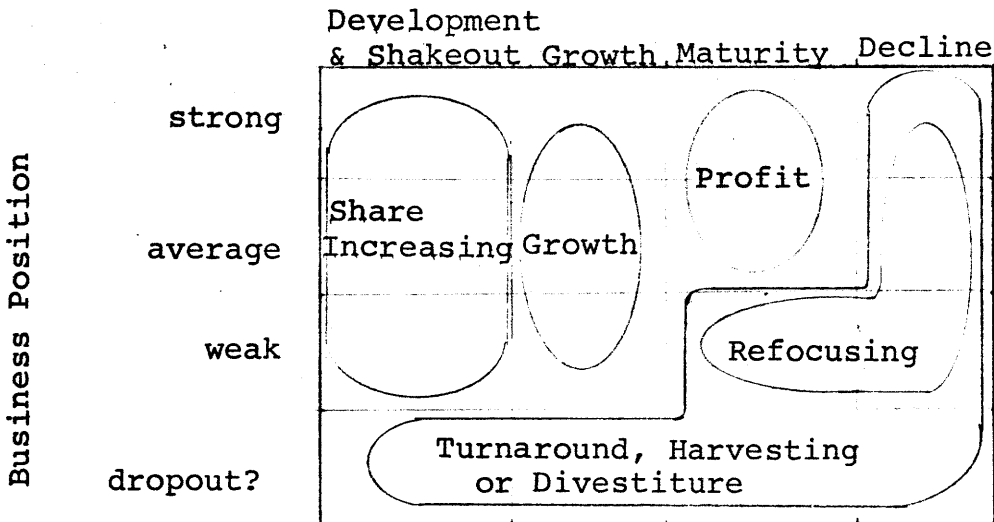 Development
& Shakeout Growth Maturity Decline
strong
Profit
Share
Increasing Growth
average
weak
Refocusing
Turnaround, Harvesting
or Divestiture
dropout?
Business Position